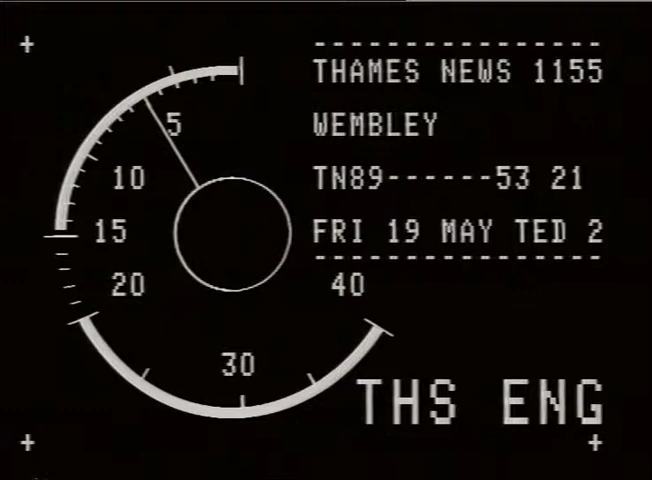 THAMES NEWS 1155
WEMBLEY
TN89------53 21
FRI 19 MAY TED 2
5
10
15
20
30
40
THS ENG